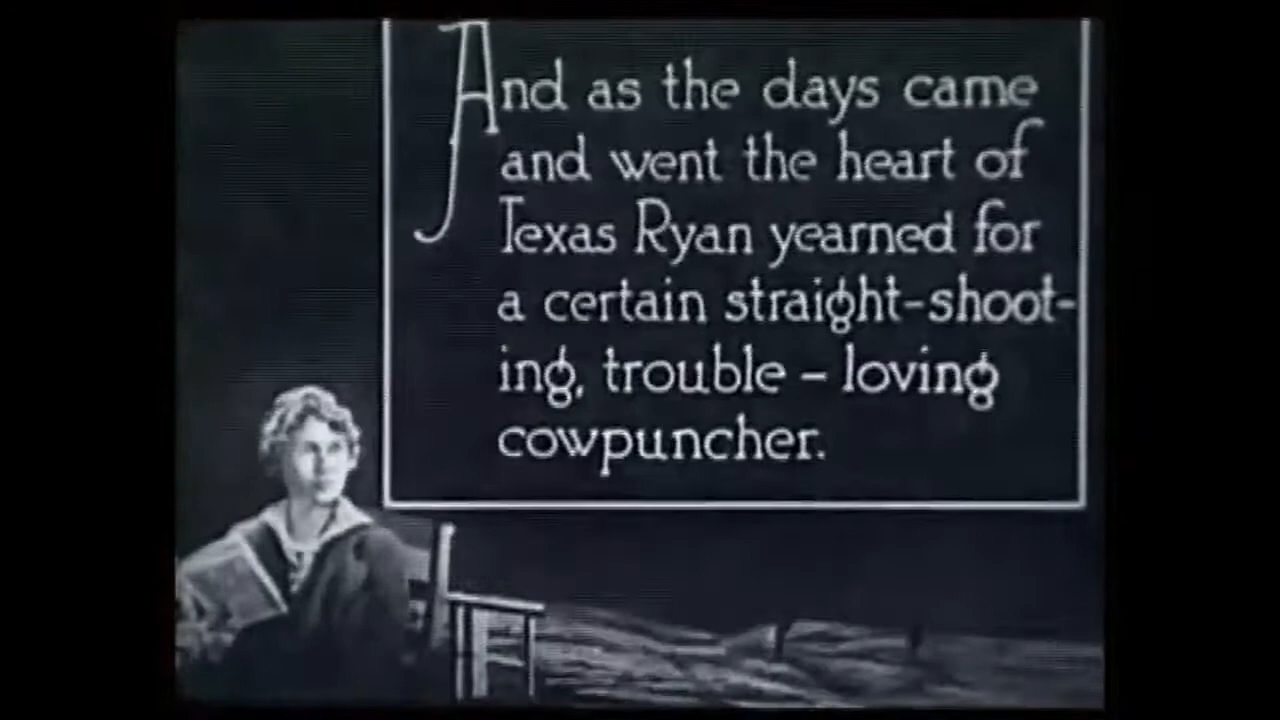 And as the days came
and went the heart of
Texas Ryan yearned for
a certain straight-shoot-
ing, trouble - loving
cowpuncher.